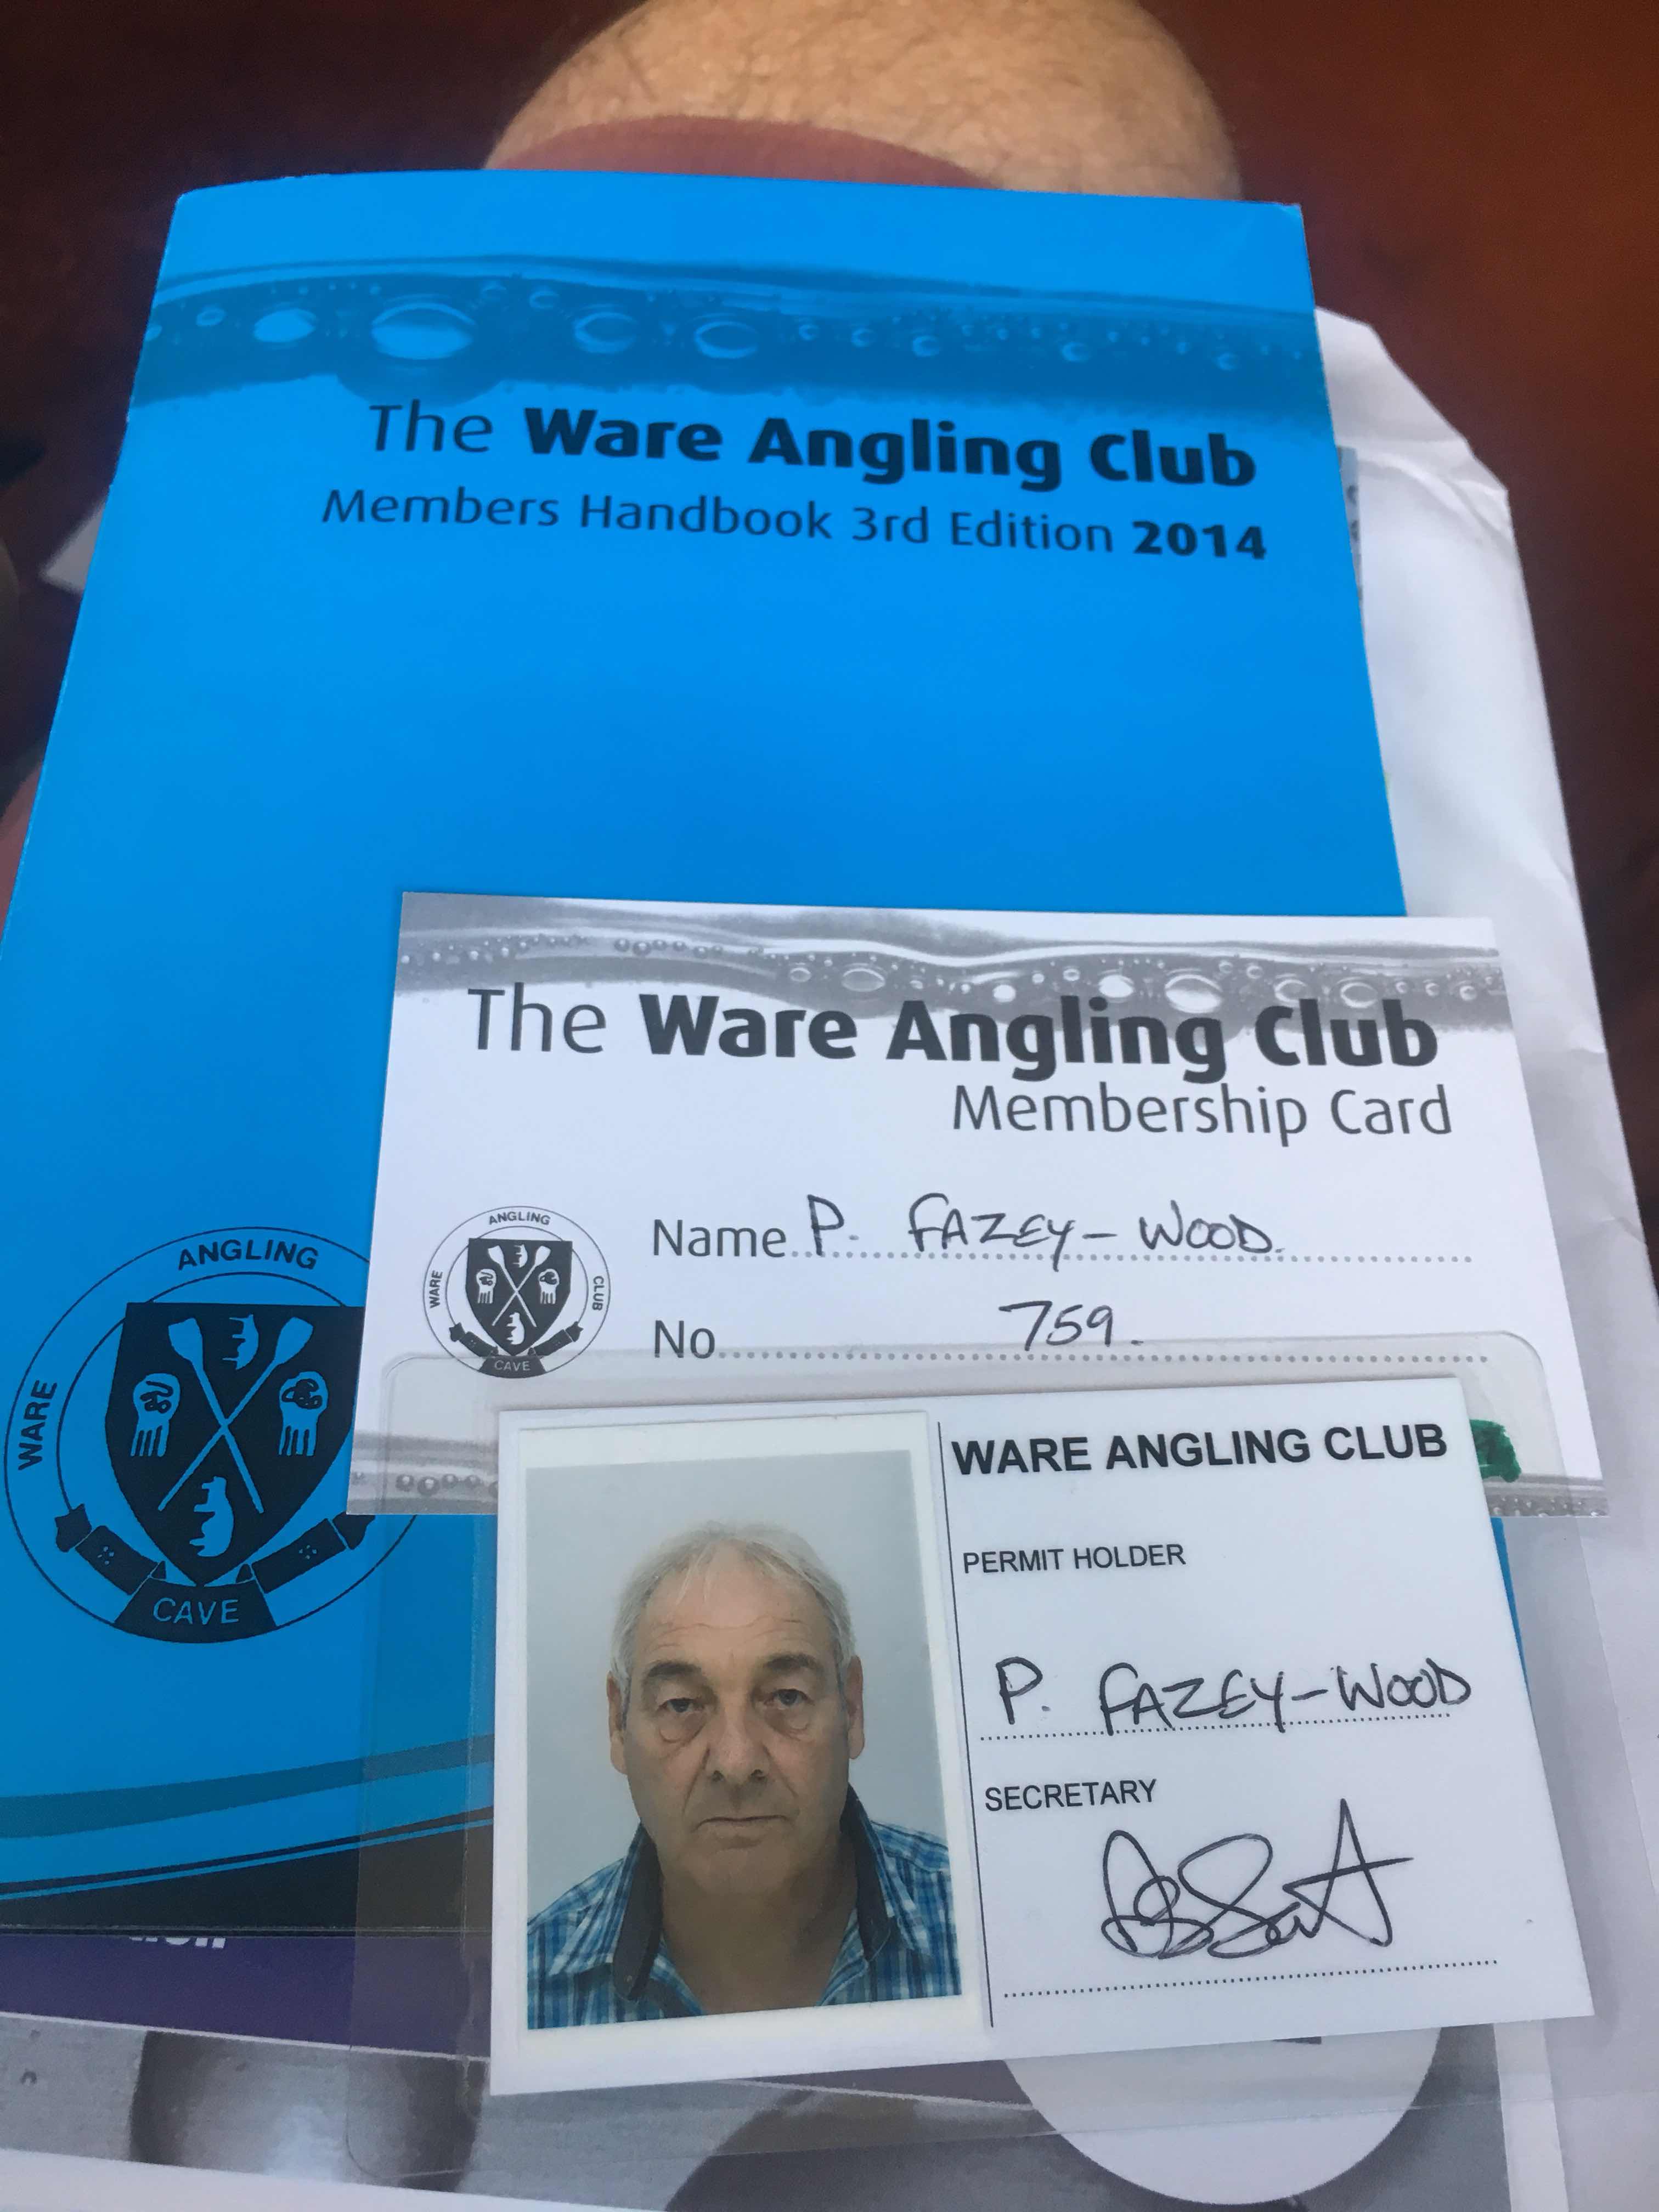 The Ware Angling Club
Members Handbook 3rd Edition 2014
The Ware Angling Club
Membership Card
ANGLING
WARE
CLUB
CAVE
Name P. FAZEY-WOOD.
No 759.
ANGLING
WARE
CAVE
WARE ANGLING CLUB
PERMIT HOLDER
P. FAZEY-WOOD
SECRETARY